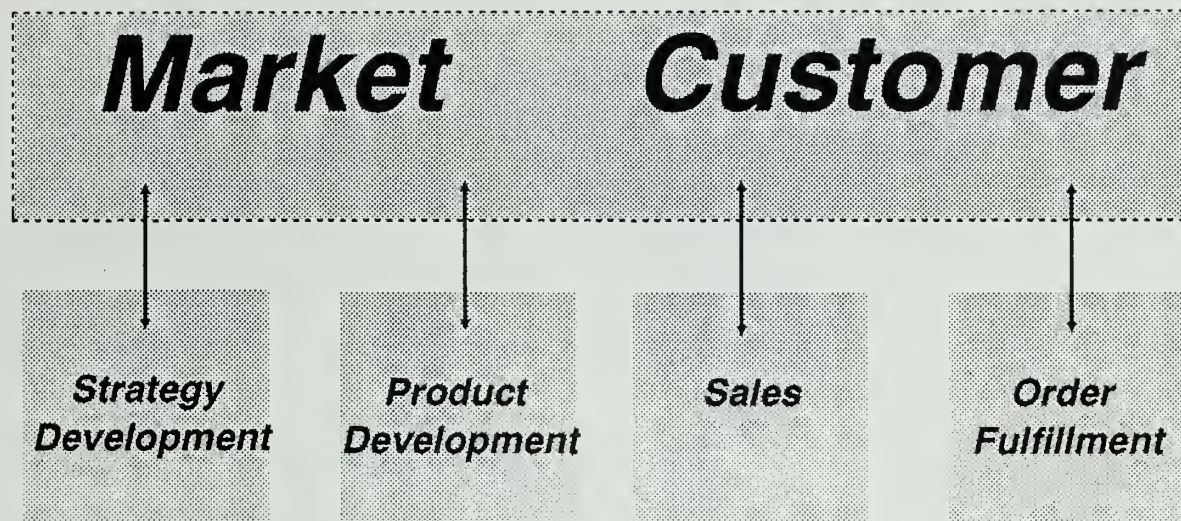 Market Customer
Strategy
Development
Product
Development
Sales
Order
Fulfillment